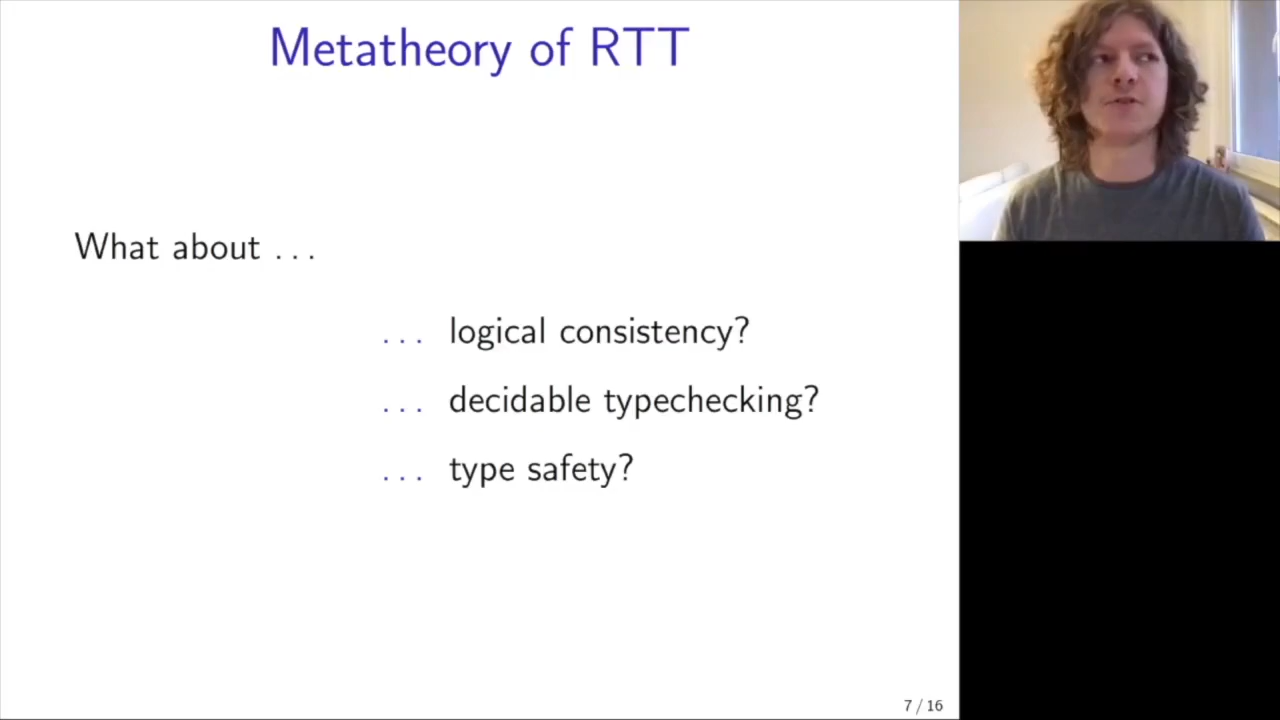 Metatheory of RTT
What about . . .
. . . logical consistency?
. . . decidable typechecking?
. . . type safety?
7 / 16